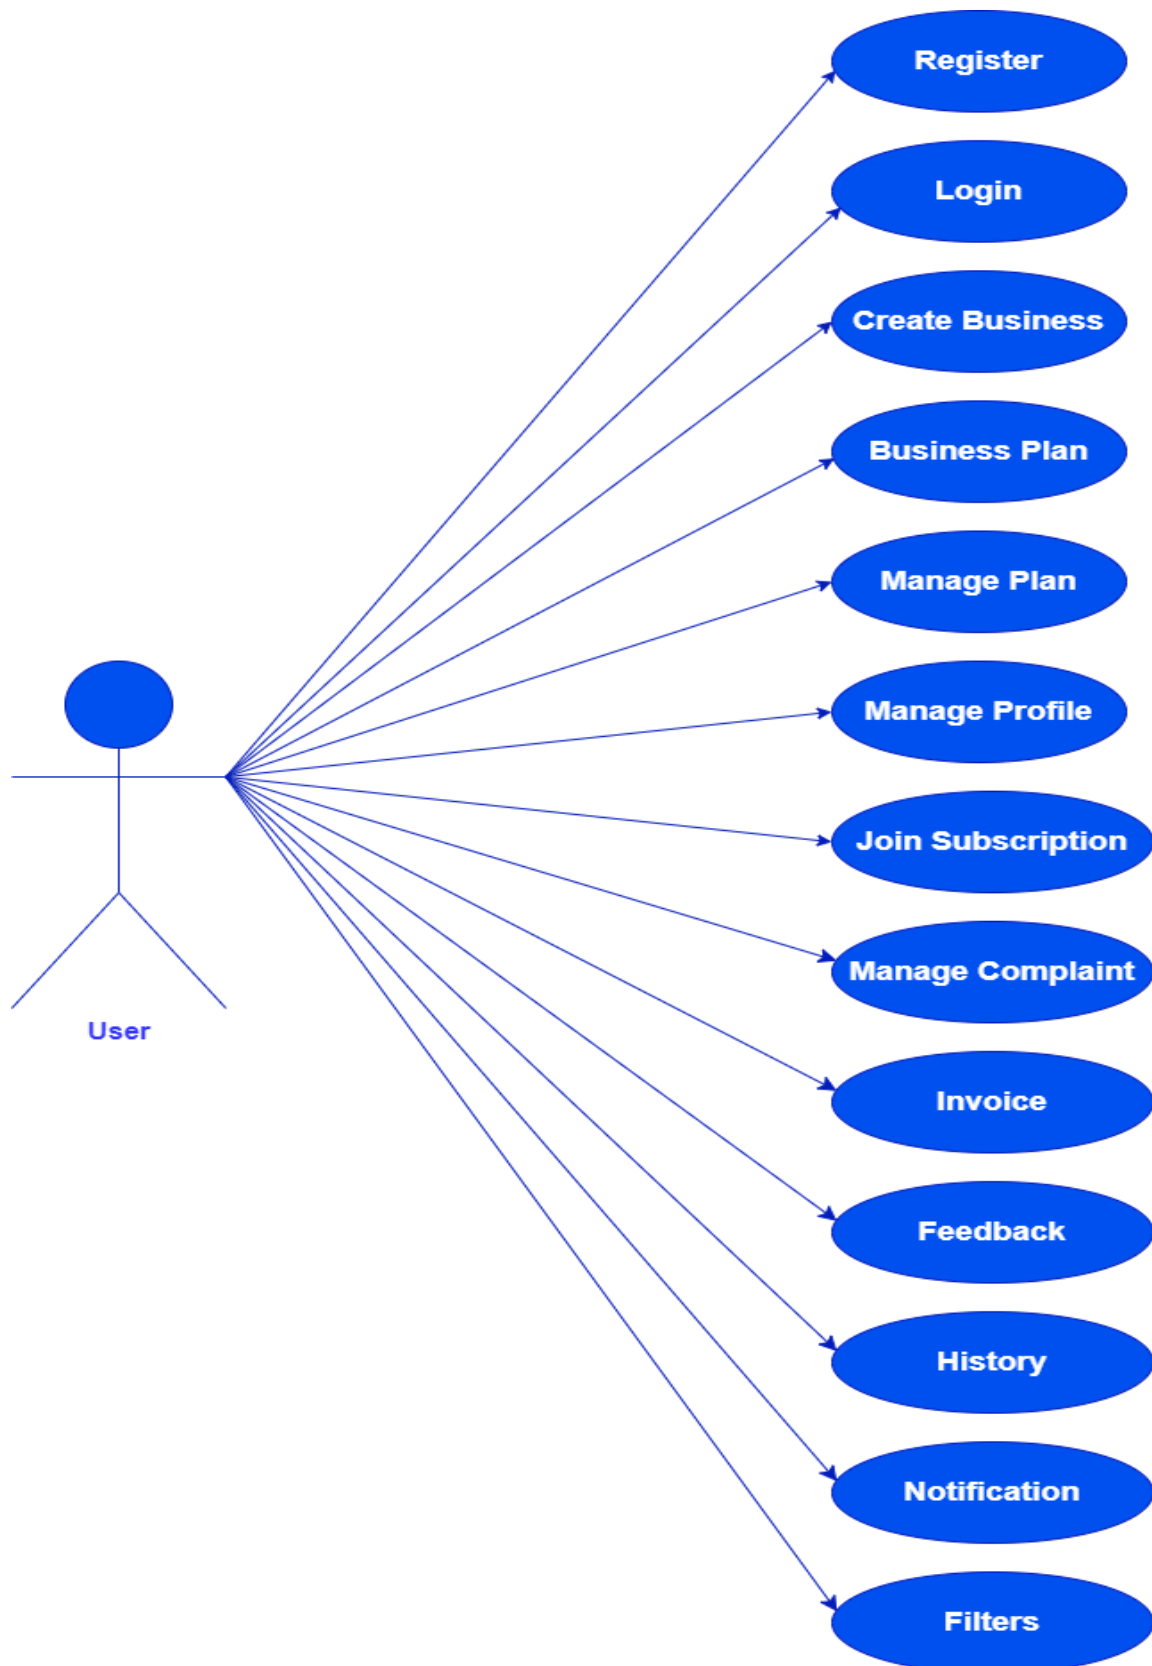 Register
Login
Create Business
Business Plan
Manage Plan
Manage Profile
Join Subscription
Manage Complaint
User
Invoice
Feedback
History
Notification
Filters